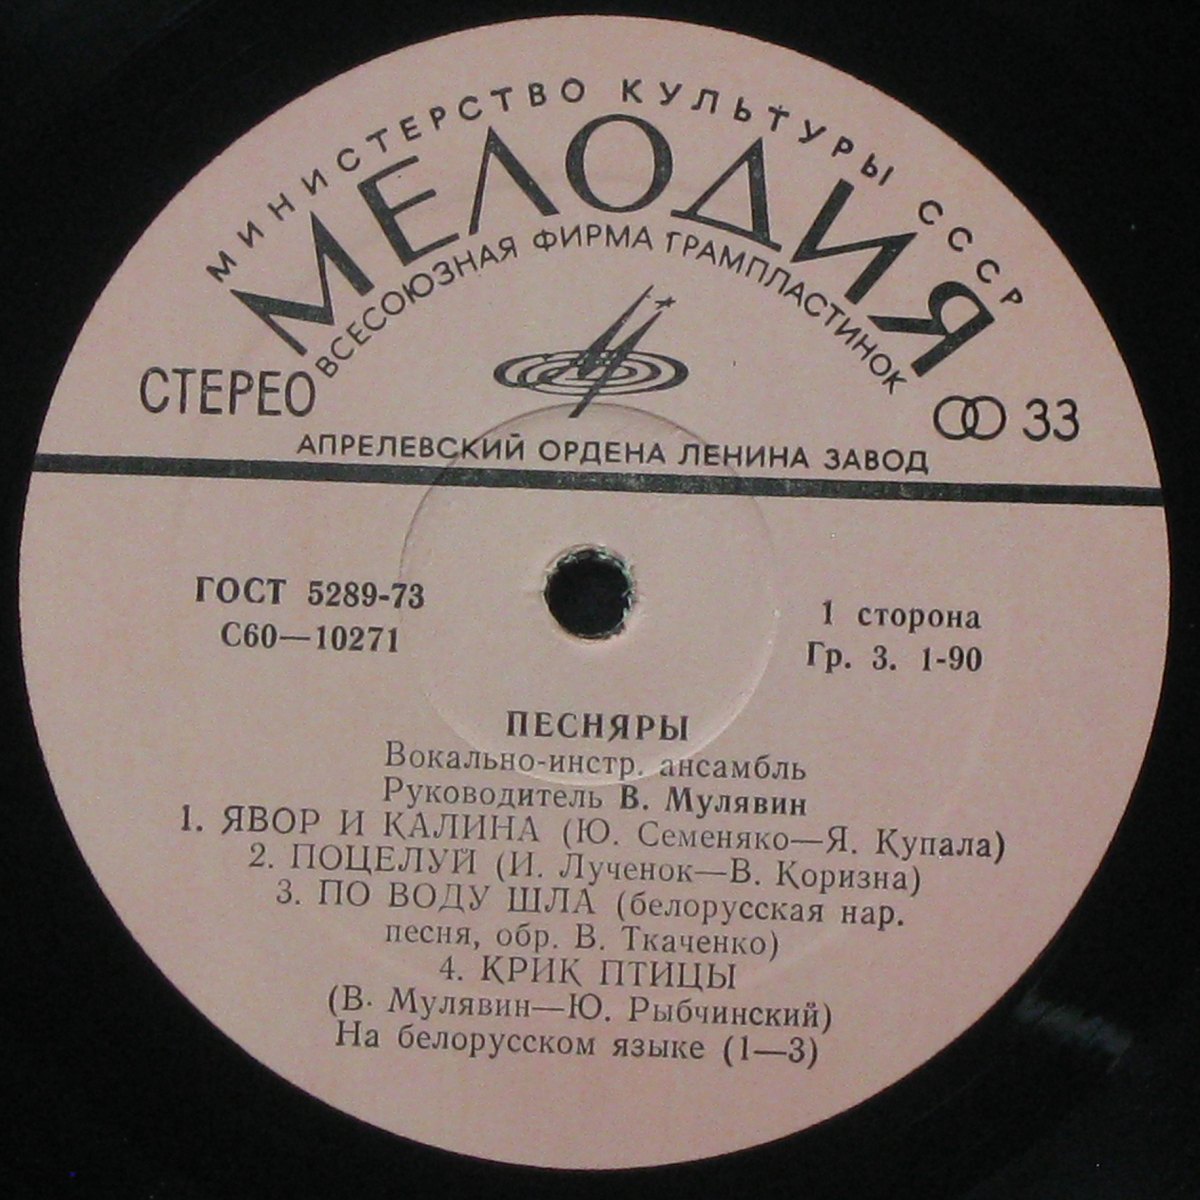 МИНИСТЕРСТВО КУЛЬТУРЫ СССР
МЕЛОДИЯ
ВСЕСОЮЗНАЯ ФИРМА ГРАМПЛАСТИНОК
СТЕРЕО
33
АПРЕЛЕВСКИЙ ОРДЕНА ЛЕНИНА ЗАВОД
ГОСТ 5289-73
С60—10271
1 сторона
Гр. 3. 1-90
ПЕСНЯРЫ
Вокально-инстр. ансамбль
Руководитель В. Мулявин
1. ЯВОР И КАЛИНА (Ю. Семеняко—Я. Купала)
2. ПОЦЕЛУЙ (И. Лученок—В. Коризна)
3. ПО ВОДУ ШЛА (белорусская нар.
песня, обр. В. Ткаченко)
4. КРИК ПТИЦЫ
(В. Мулявин—Ю. Рыбчинский)
На белорусском языке (1—3)